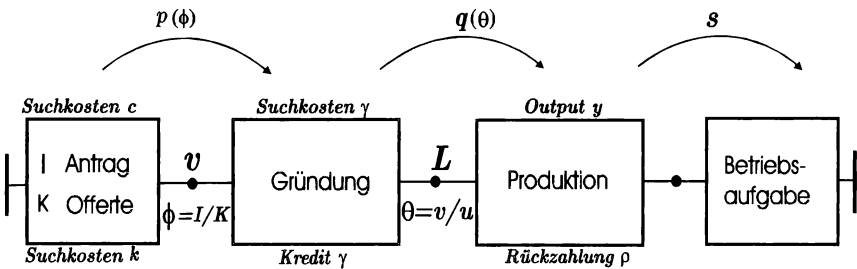 p(ϕ)
q(θ)
s
Suchkosten c
Suchkosten γ
Output y
I Antrag
K Offerte
v
Gründung
L
Produktion
Betriebs-
aufgabe
ϕ=I/K
θ=v/u
Suchkosten k
Kredit γ
Rückzahlung ρ